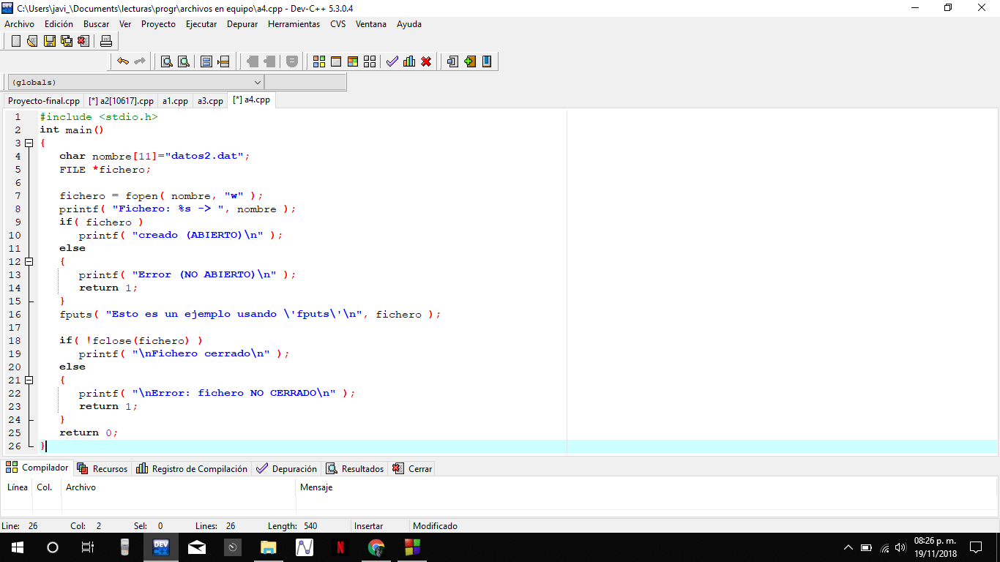 C:\Users\javi_\Documents\lecturas\progr\archivos en equipo\a4.cpp - Dev-C++ 5.3.0.4
Archivo Edición Buscar Ver Proyecto Ejecutar Depurar Herramientas CVS Ventana Ayuda
(globals)
Proyecto-final.cpp [*] a2[10617].cpp a1.cpp a3.cpp [*] a4.cpp
1 #include <stdio.h>
2 int main()
3 {
4 char nombre[11]="datos2.dat";
5 FILE *fichero;
6
7 fichero = fopen( nombre, "w" );
8 printf( "Fichero: %s -> ", nombre );
9 if( fichero )
10 printf( "creado (ABIERTO)\n" );
11 else
12 {
13 printf( "Error (NO ABIERTO)\n" );
14 return 1;
15 }
16 fputs( "Esto es un ejemplo usando \'fputs\'\n", fichero );
17
18 if( !fclose(fichero) )
19 printf( "\nFichero cerrado\n" );
20 else
21 {
22 printf( "\nError: fichero NO CERRADO\n" );
23 return 1;
24 }
25 return 0;
26 }
Compilador Recursos Registro de Compilación Depuración Resultados Cerrar
Línea Col. Archivo Mensaje
Line: 26 Col: 2 Sel: 0 Lines: 26 Length: 540 Insertar Modificado
DEV
08:26 p. m.
19/11/2018